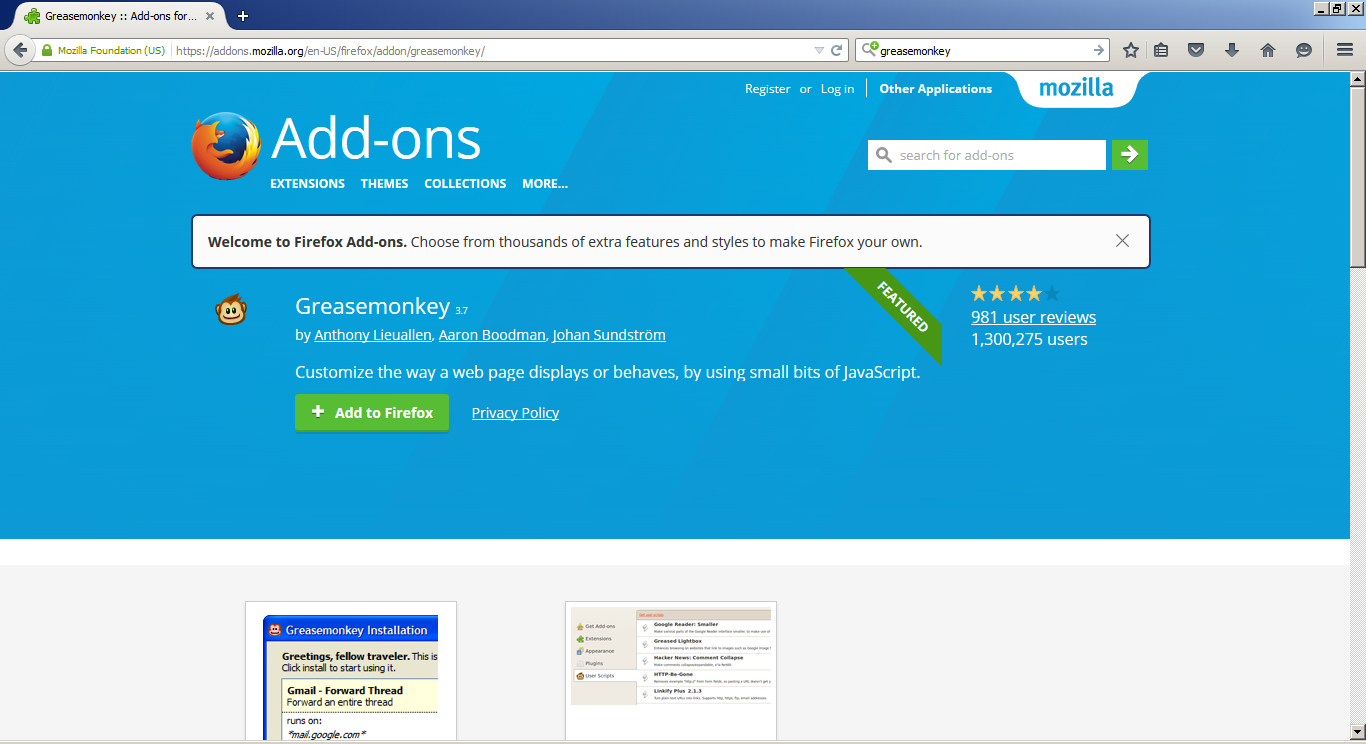 Greasemonkey :: Add-ons for...
Mozilla Foundation (US) https://addons.mozilla.org/en-US/firefox/addon/greasemonkey/ greasemonkey
Register or Log in Other Applications mozilla
Add-ons
search for add-ons
EXTENSIONS THEMES COLLECTIONS MORE...
Welcome to Firefox Add-ons. Choose from thousands of extra features and styles to make Firefox your own.
Greasemonkey 3.7
by Anthony Lieuallen, Aaron Boodman, Johan Sundström
Customize the way a web page displays or behaves, by using small bits of JavaScript.
Add to Firefox Privacy Policy
FEATURED
981 user reviews
1,300,275 users
Greasemonkey Installation
Greetings, fellow traveler. This is
Click install to start using it.
Gmail - Forward Thread
Forward an entire thread
runs on:
*mail.google.com*
Get Add-ons
Extensions
Appearance
Plugins
User Scripts
Google Reader: Smaller
Greased Lightbox
Hacker News: Comment Collapse
HTTP-Be-Gone
Linkify Plus 2.1.3